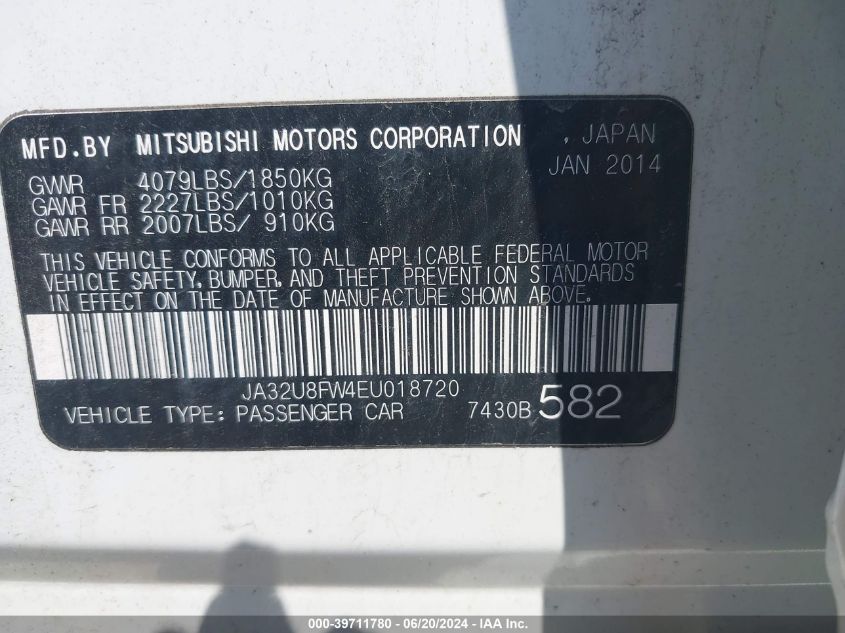 MFD.BY MITSUBISHI MOTORS CORPORATION , JAPAN
JAN 2014
GVWR 4079LBS/1850KG
GAWR FR 2227LBS/1010KG
GAWR RR 2007LBS/ 910KG
THIS VEHICLE CONFORMS TO ALL APPLICABLE FEDERAL MOTOR
VEHICLE SAFETY, BUMPER, AND THEFT PREVENTION STANDARDS
IN EFFECT ON THE DATE OF MANUFACTURE SHOWN ABOVE.
JA32U8FW4EU018720
VEHICLE TYPE: PASSENGER CAR 7430B 582
000-39711780 - 06/20/2024 - IAA Inc.